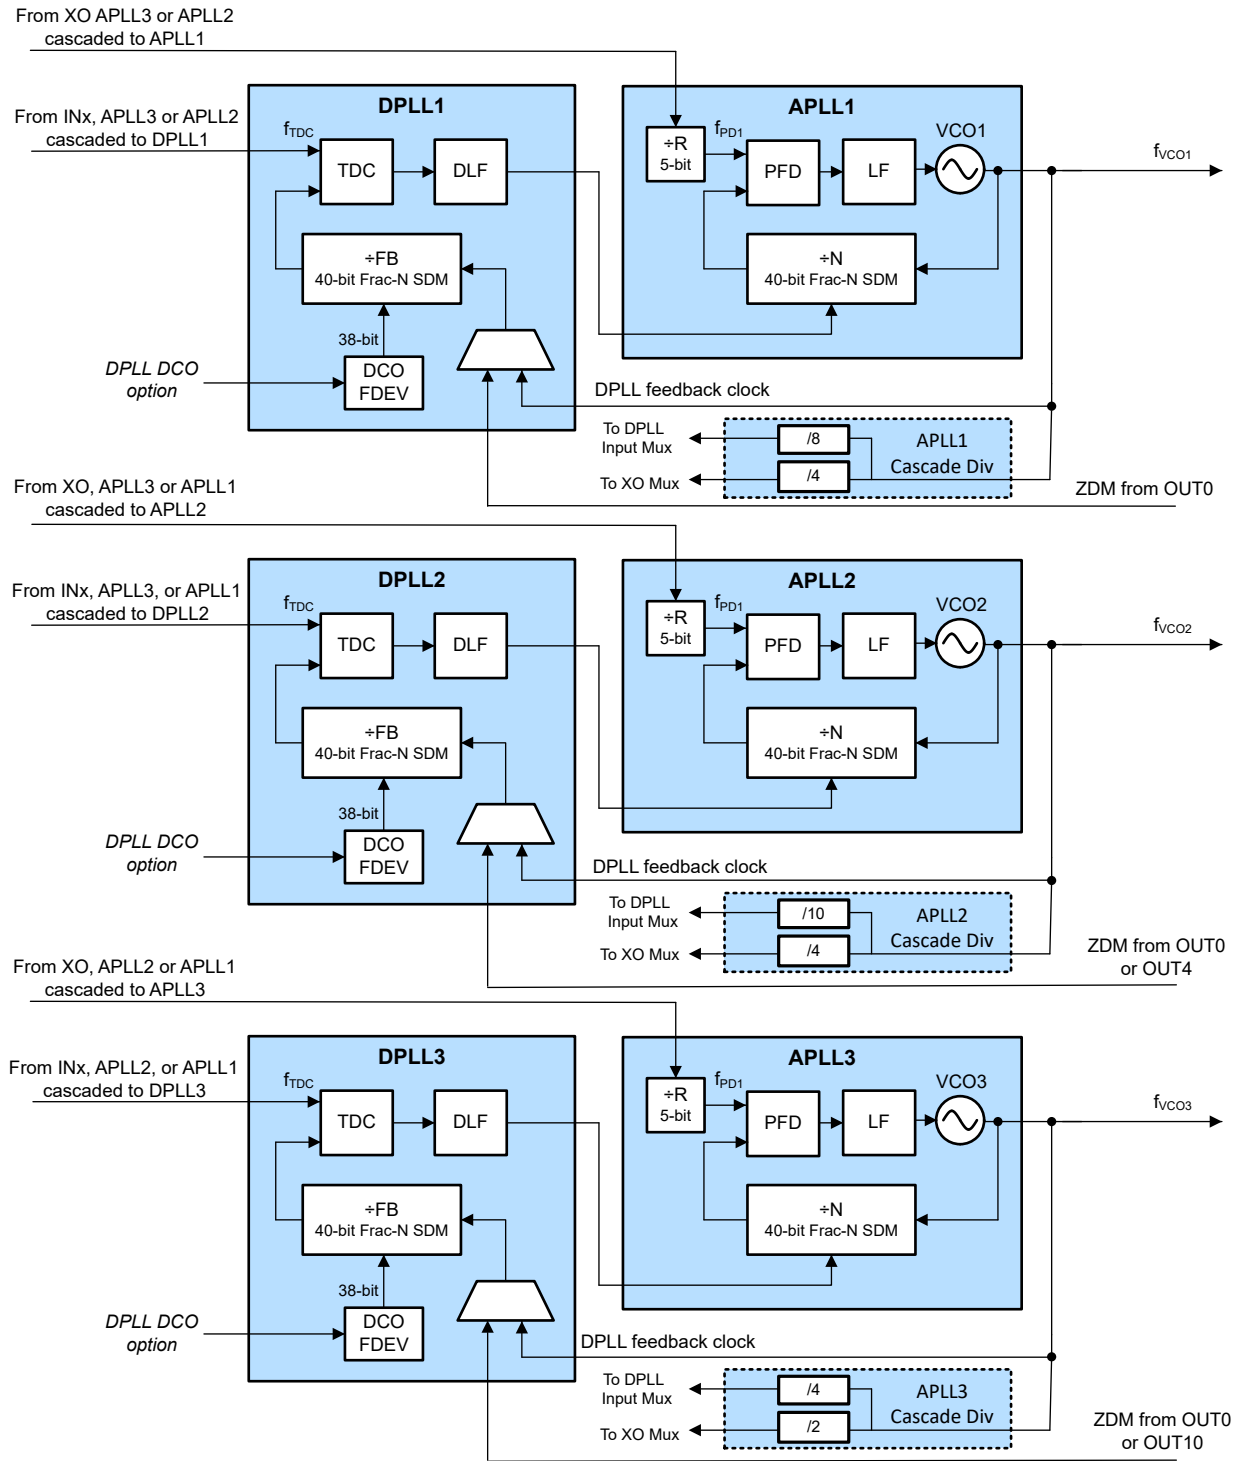 From XO APLL3 or APLL2
cascaded to APLL1
DPLL1
APLL1
From INx, APLL3 or APLL2
cascaded to DPLL1
fTDC
TDC
DLF
÷R
5-bit
fPD1
PFD
LF
VCO1
fVCO1
÷FB
40-bit Frac-N SDM
÷N
40-bit Frac-N SDM
38-bit
DPLL DCO
option
DCO
FDEV
DPLL feedback clock
To DPLL
Input Mux
/8
APLL1
Cascade Div
To XO Mux
/4
ZDM from OUT0
From XO, APLL3 or APLL1
cascaded to APLL2
DPLL2
APLL2
From INx, APLL3, or APLL1
cascaded to DPLL2
fTDC
TDC
DLF
÷R
5-bit
fPD1
PFD
LF
VCO2
fVCO2
÷FB
40-bit Frac-N SDM
÷N
40-bit Frac-N SDM
38-bit
DPLL DCO
option
DCO
FDEV
DPLL feedback clock
To DPLL
Input Mux
/10
APLL2
Cascade Div
To XO Mux
/4
ZDM from OUT0
or OUT4
From XO, APLL2 or APLL1
cascaded to APLL3
DPLL3
APLL3
From INx, APLL2, or APLL1
cascaded to DPLL3
fTDC
TDC
DLF
÷R
5-bit
fPD1
PFD
LF
VCO3
fVCO3
÷FB
40-bit Frac-N SDM
÷N
40-bit Frac-N SDM
38-bit
DPLL DCO
option
DCO
FDEV
DPLL feedback clock
To DPLL
Input Mux
/4
APLL3
Cascade Div
To XO Mux
/2
ZDM from OUT0
or OUT10